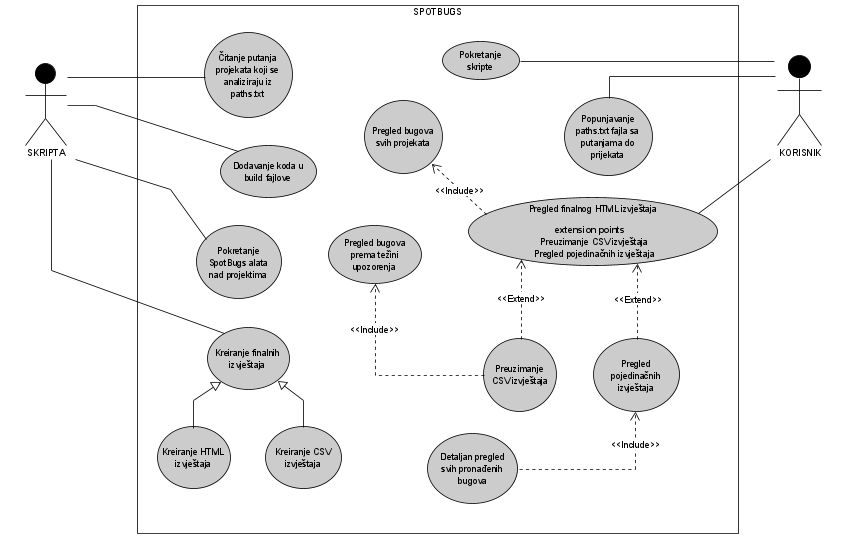 SPOTBUGS
Čitanje putanja
projekata koji se
analiziraju iz
paths.txt
Pokretanje
skripte
SKRIPTA
KORISNIK
Pregled bugova
svih projekata
Popunjavanje
paths.txt fajla sa
putanjama do
prijekata
Dodavanje koda u
build fajlove
<<Include>>
Pregled finalnog HTML izvještaja
extension points
Preuzimanje CSV izvještaja
Pregled pojedinačnih izvještaja
Pokretanje
SpotBugs alata
nad projektima
Pregled bugova
prema težini
upozorenja
<<Extend>>
<<Extend>>
<<Include>>
Kreiranje finalnih
izvještaja
Preuzimanje
CSV izvještaja
Pregled
pojedinačnih
izvještaja
Kreiranje HTML
izvještaja
Kreiranje CSV
izvještaja
<<Include>>
Detaljan pregled
svih pronađenih
bugova